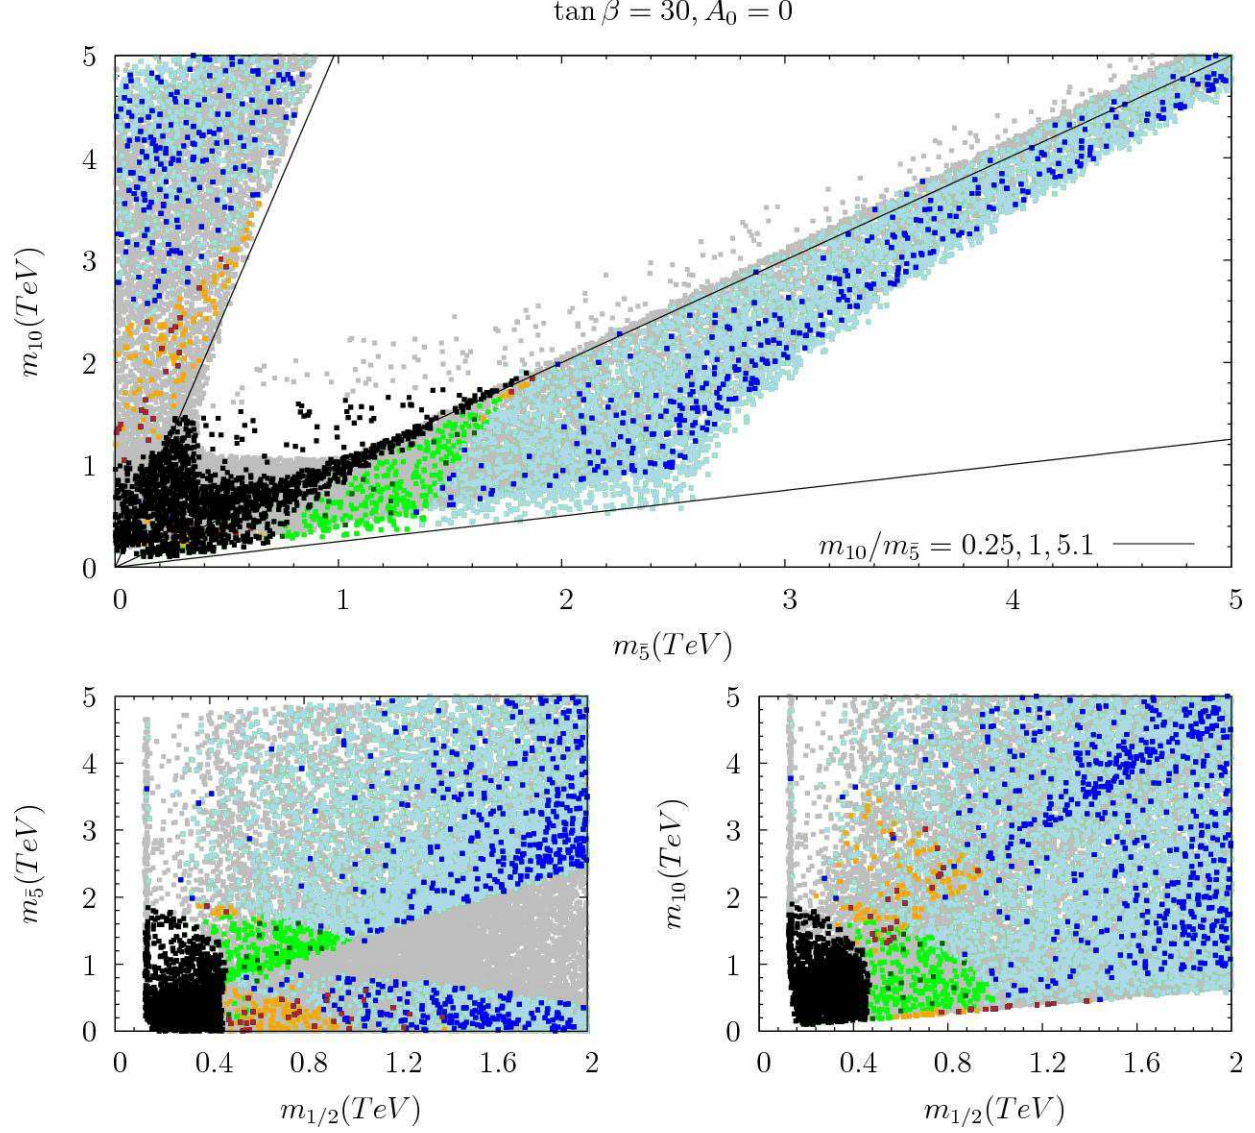 tan β = 30, A₀ = 0
5
4
3
2
1
0
m₁₀(TeV)
m₁₀/m₅̄ = 0.25, 1, 5.1
0 1 2 3 4 5
m₅̄(TeV)
5
4
3
2
1
0
m₅̄(TeV)
0 0.4 0.8 1.2 1.6 2
m₁/₂(TeV)
5
4
3
2
1
0
m₁₀(TeV)
0 0.4 0.8 1.2 1.6 2
m₁/₂(TeV)